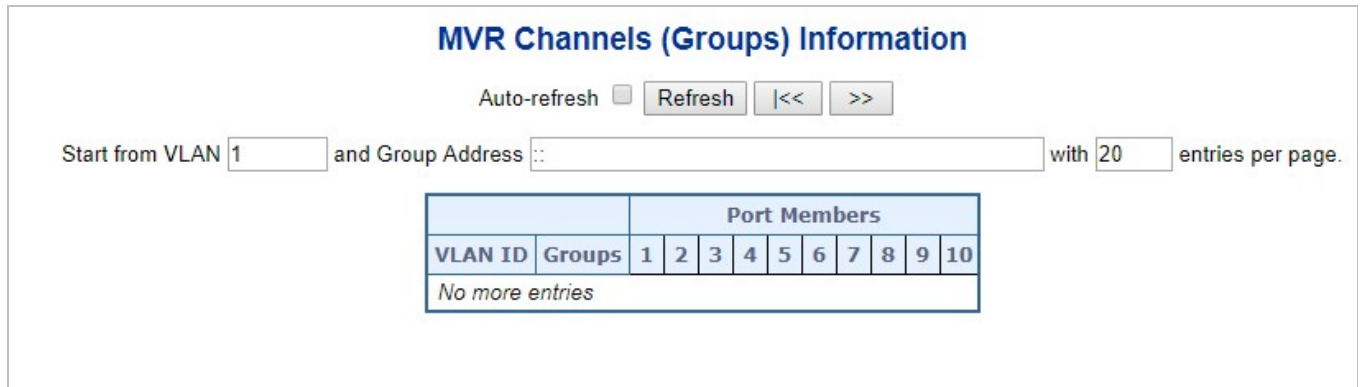 MVR Channels (Groups) Information
Auto-refresh Refresh |<< >>
Start from VLAN 1 and Group Address :: with 20 entries per page.
Port Members
VLAN ID Groups 1 2 3 4 5 6 7 8 9 10
No more entries